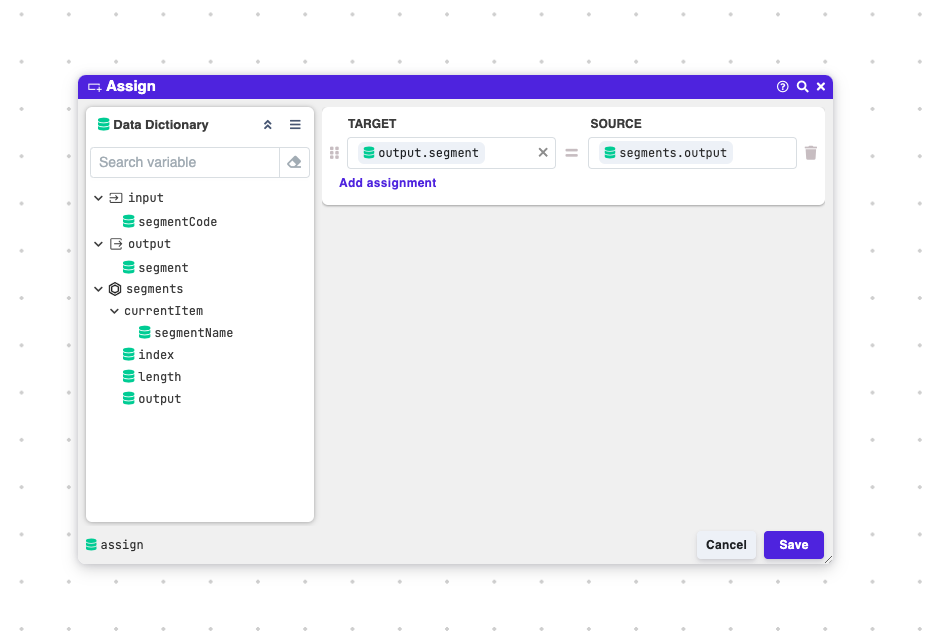 Assign
Data Dictionary
Search variable
input
segmentCode
output
segment
segments
currentItem
segmentName
index
length
output
TARGET SOURCE
output.segment = segments.output
Add assignment
assign
Cancel Save